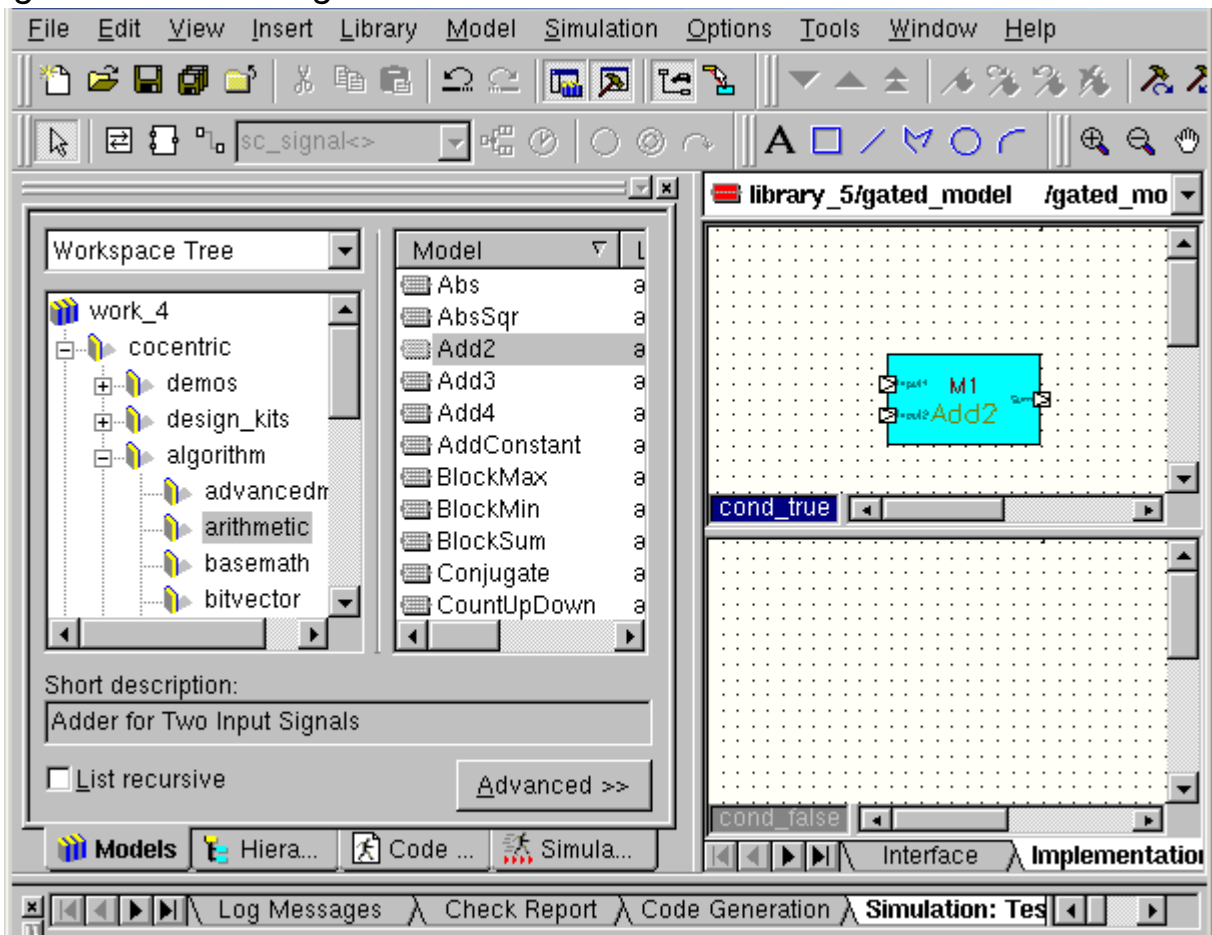 File Edit View Insert Library Model Simulation Options Tools Window Help
sc_signal<>
A
library_5/gated_model /gated_mo
Workspace Tree
work_4
cocentric
demos
design_kits
algorithm
advancedm
arithmetic
basemath
bitvector
Model L
Abs a
AbsSqr a
Add2 a
Add3 a
Add4 a
AddConstant a
BlockMax a
BlockMin a
BlockSum a
Conjugate a
CountUpDown a
Short description:
Adder for Two Input Signals
List recursive
Advanced >>
Models Hiera... Code ... Simula...
input1 M1
input2 Add2
Sum
cond_true
cond_false
Interface Implementation
Log Messages Check Report Code Generation Simulation: Tes